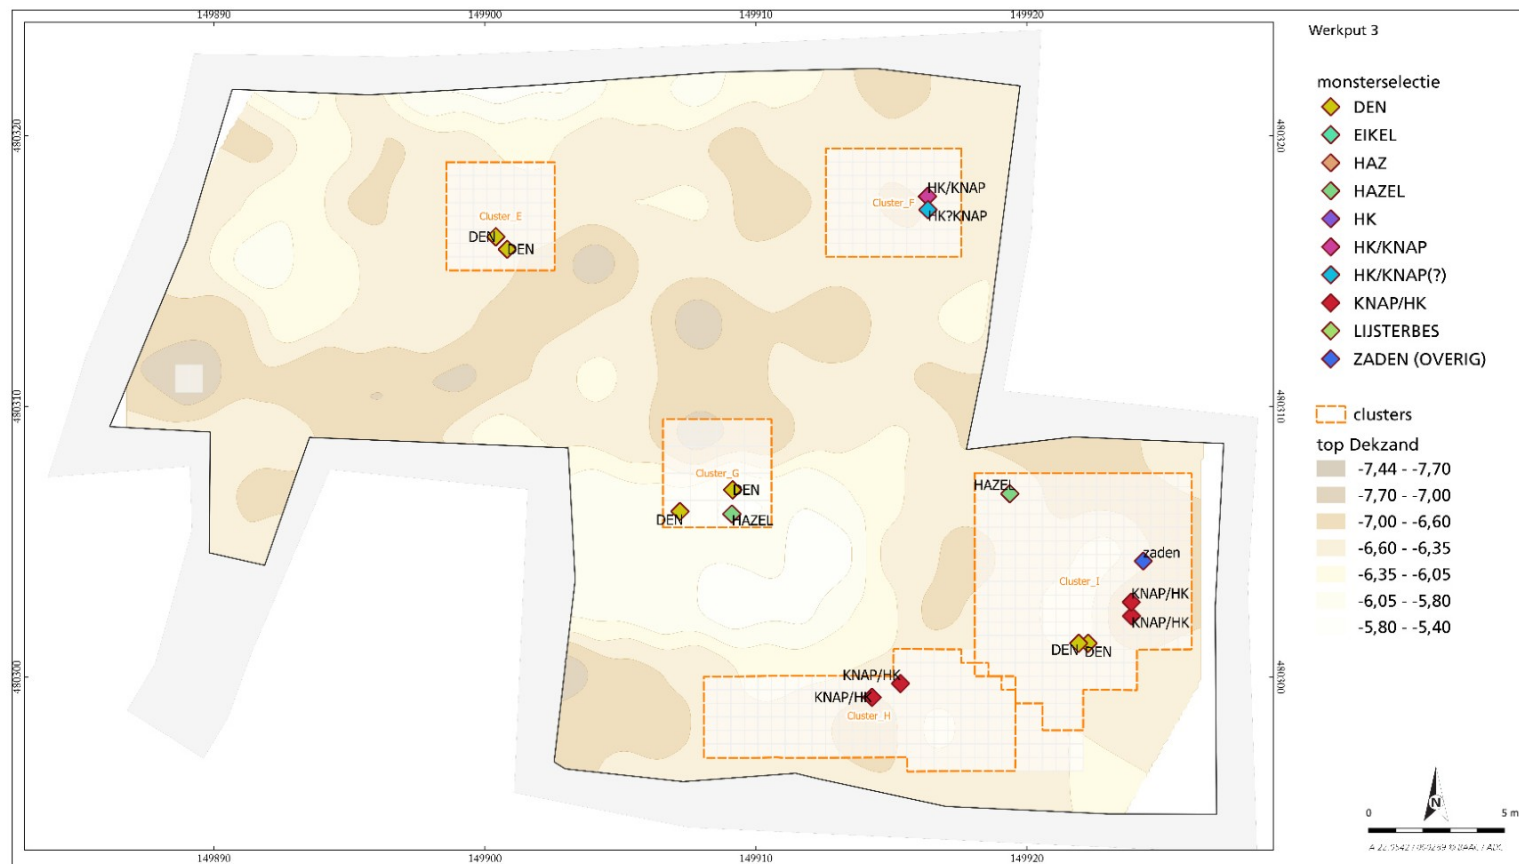 149890
149900
149910
149920
Werkput 3
480320
480320
480310
480310
480300
480300
Cluster_E
DEN
DEN
HK/KNAP
Cluster_F
HK?KNAP
Cluster_G
DEN
DEN
HAZEL
HAZEL
zaden
Cluster_I
KNAP/HK
KNAP/HK
DEN
DEN
KNAP/HK
KNAP/HK
Cluster_H
monsterselectie
DEN
EIKEL
HAZ
HAZEL
HK
HK/KNAP
HK/KNAP(?)
KNAP/HK
LIJSTERBES
ZADEN (OVERIG)
clusters
top Dekzand
-7,44 - -7,70
-7,70 - -7,00
-7,00 - -6,60
-6,60 - -6,35
-6,35 - -6,05
-6,05 - -5,80
-5,80 - -5,40
N
0 5 m
149890
149900
149910
149920